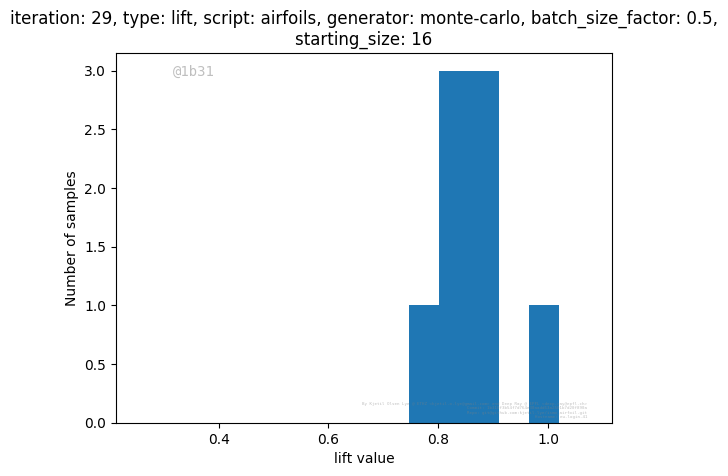 iteration: 29, type: lift, script: airfoils, generator: monte-carlo, batch_size_factor: 0.5,
starting_size: 16
@1b31
3.0
2.5
2.0
1.5
1.0
0.5
0.0
Number of samples
0.4
0.6
0.8
1.0
lift value